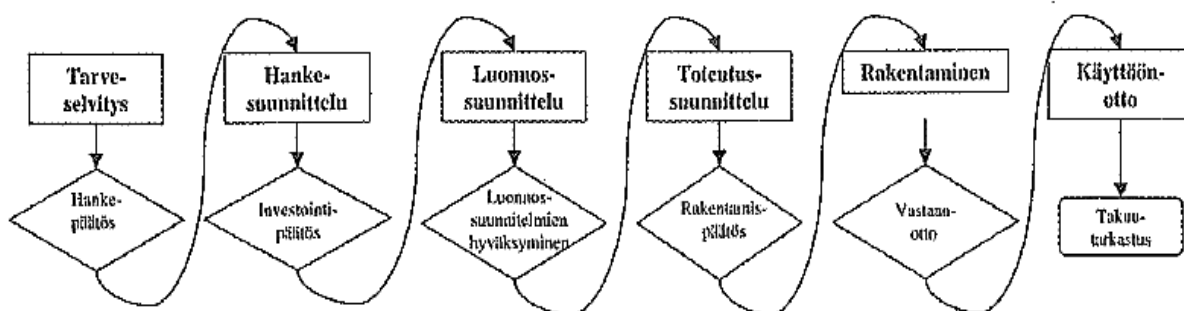 Tarve-
selvitys
Hanke-
päätös
Hanke-
suunnittelu
Investointi-
päätös
Luonnos-
suunnittelu
Luonnos-
suunnitelmien
hyväksyminen
Toteutus-
suunnittelu
Rakentamis-
päätös
Rakentaminen
Vastaan-
otto
Käyttöön-
otto
Takuu-
tarkastus